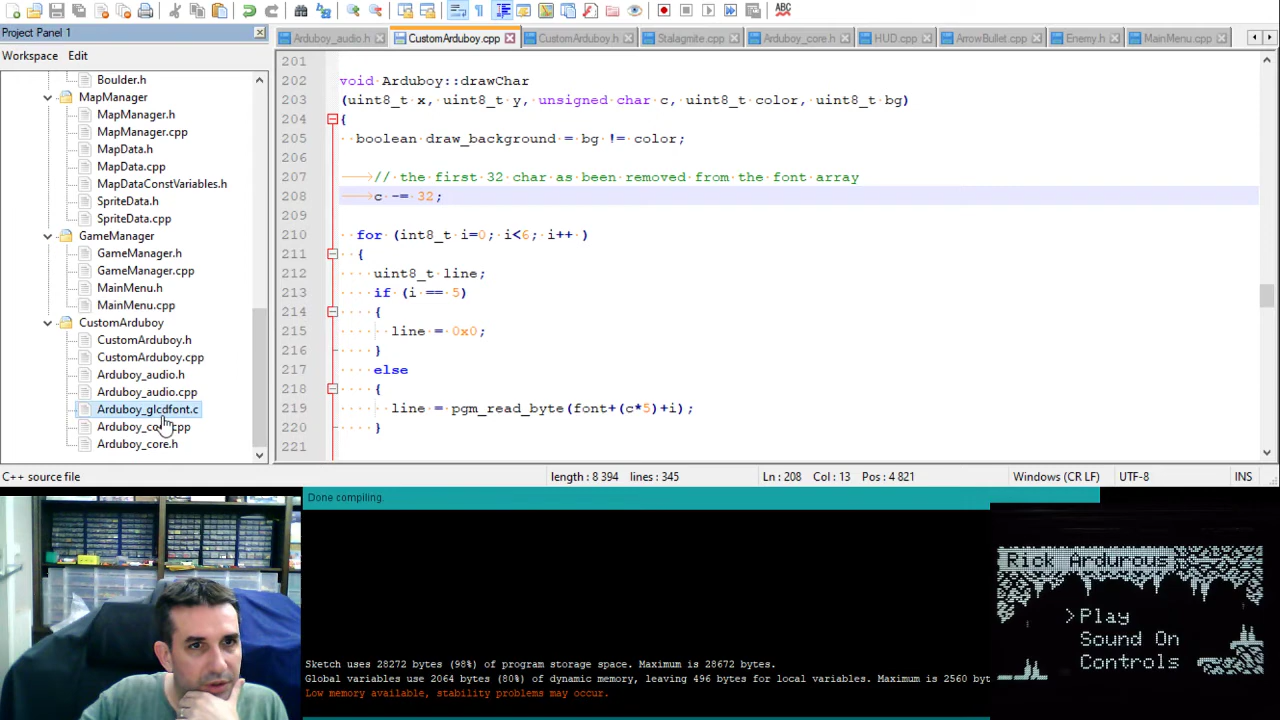 Project Panel 1
Workspace Edit
Boulder.h
MapManager
MapManager.h
MapManager.cpp
MapData.h
MapData.cpp
MapDataConstVariables.h
SpriteData.h
SpriteData.cpp
GameManager
GameManager.h
GameManager.cpp
MainMenu.h
MainMenu.cpp
CustomArduboy
CustomArduboy.h
CustomArduboy.cpp
Arduboy_audio.h
Arduboy_audio.cpp
Arduboy_glcdfont.c
Arduboy_core.h
ABC
Arduboy_audio.h CustomArduboy.cpp CustomArduboy.h Stalagmite.cpp Arduboy_core.h HUD.cpp ArrowBullet.cpp Enemy.h MainMenu.cpp
201
202 void Arduboy::drawChar
203 (uint8_t x, uint8_t y, unsigned char c, uint8_t color, uint8_t bg)
204 {
205 boolean draw_background = bg != color;
206
207 // the first 32 char as been removed from the font array
208 c -= 32;
209
210 for (int8_t i=0; i<6; i++ )
211 {
212 uint8_t line;
213 if (i == 5)
214 {
215 line = 0x0;
216 }
217 else
218 {
219 line = pgm_read_byte(font+(c*5)+i);
220 }
221
C++ source file length : 8 394 lines : 345 Ln : 208 Col : 13 Pos : 4 821 Windows (CR LF) UTF-8 INS
Done compiling.
Sketch uses 28272 bytes (98%) of program storage space. Maximum is 28672 bytes.
Global variables use 2064 bytes (80%) of dynamic memory, leaving 496 bytes for local variables. Maximum is 2560 byt
Low memory available, stability problems may occur.
Rick Ardurous
>Play
Sound On
Controls